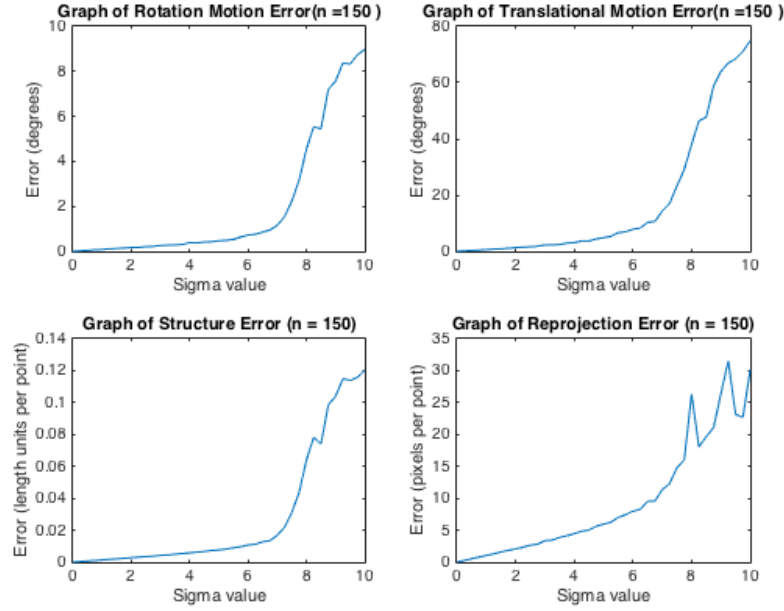 Graph of Rotation Motion Error(n =150 )
10
8
6
4
2
0
Error (degrees)
0 2 4 6 8 10
Sigma value
Graph of Translational Motion Error(n =150 )
80
60
40
20
0
Error (degrees)
0 2 4 6 8 10
Sigma value
Graph of Structure Error (n = 150)
0.14
0.12
0.1
0.08
0.06
0.04
0.02
0
Error (length units per point)
0 2 4 6 8 10
Sigma value
Graph of Reprojection Error (n = 150)
35
30
25
20
15
10
5
0
Error (pixels per point)
0 2 4 6 8 10
Sigma value